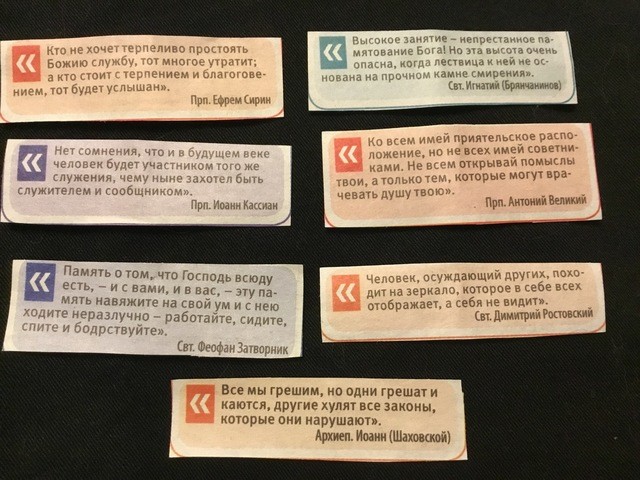 « Кто не хочет терпеливо простоять
Божию службу, тот многое утратит;
а кто стоит с терпением и благогове-
нием, тот будет услышан».
Прп. Ефрем Сирин
« Высокое занятие – непрестанное па-
мятование Бога! Но эта высота очень
опасна, когда лествица к ней не ос-
нована на прочном камне смирения».
Свт. Игнатий (Брянчанинов)
« Нет сомнения, что и в будущем веке
человек будет участником того же
служения, чему ныне захотел быть
служителем и сообщником».
Прп. Иоанн Кассиан
« Ко всем имей приятельское распо-
ложение, но не всех имей советни-
ками. Не всем открывай помыслы
твои, а только тем, которые могут вра-
чевать душу твою».
Прп. Антоний Великий
« Память о том, что Господь всюду
есть, – и с вами, и в вас, – эту па-
мять навяжите на свой ум и с нею
ходите неразлучно – работайте, сидите,
спите и бодрствуйте».
Свт. Феофан Затворник
« Человек, осуждающий других, похо-
дит на зеркало, которое в себе всех
отображает, а себя не видит».
Свт. Димитрий Ростовский
« Все мы грешим, но одни грешат и
каются, другие хулят все законы,
которые они нарушают».
Архиеп. Иоанн (Шаховской)